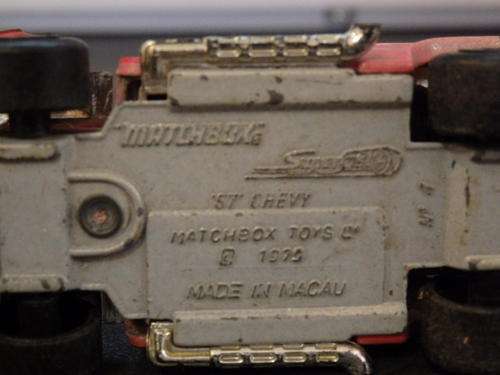 "MATCHBOX"
Superfast
'57 CHEVY
MATCHBOX TOYS Ltd
© 1979
MADE IN MACAU
Nº 4